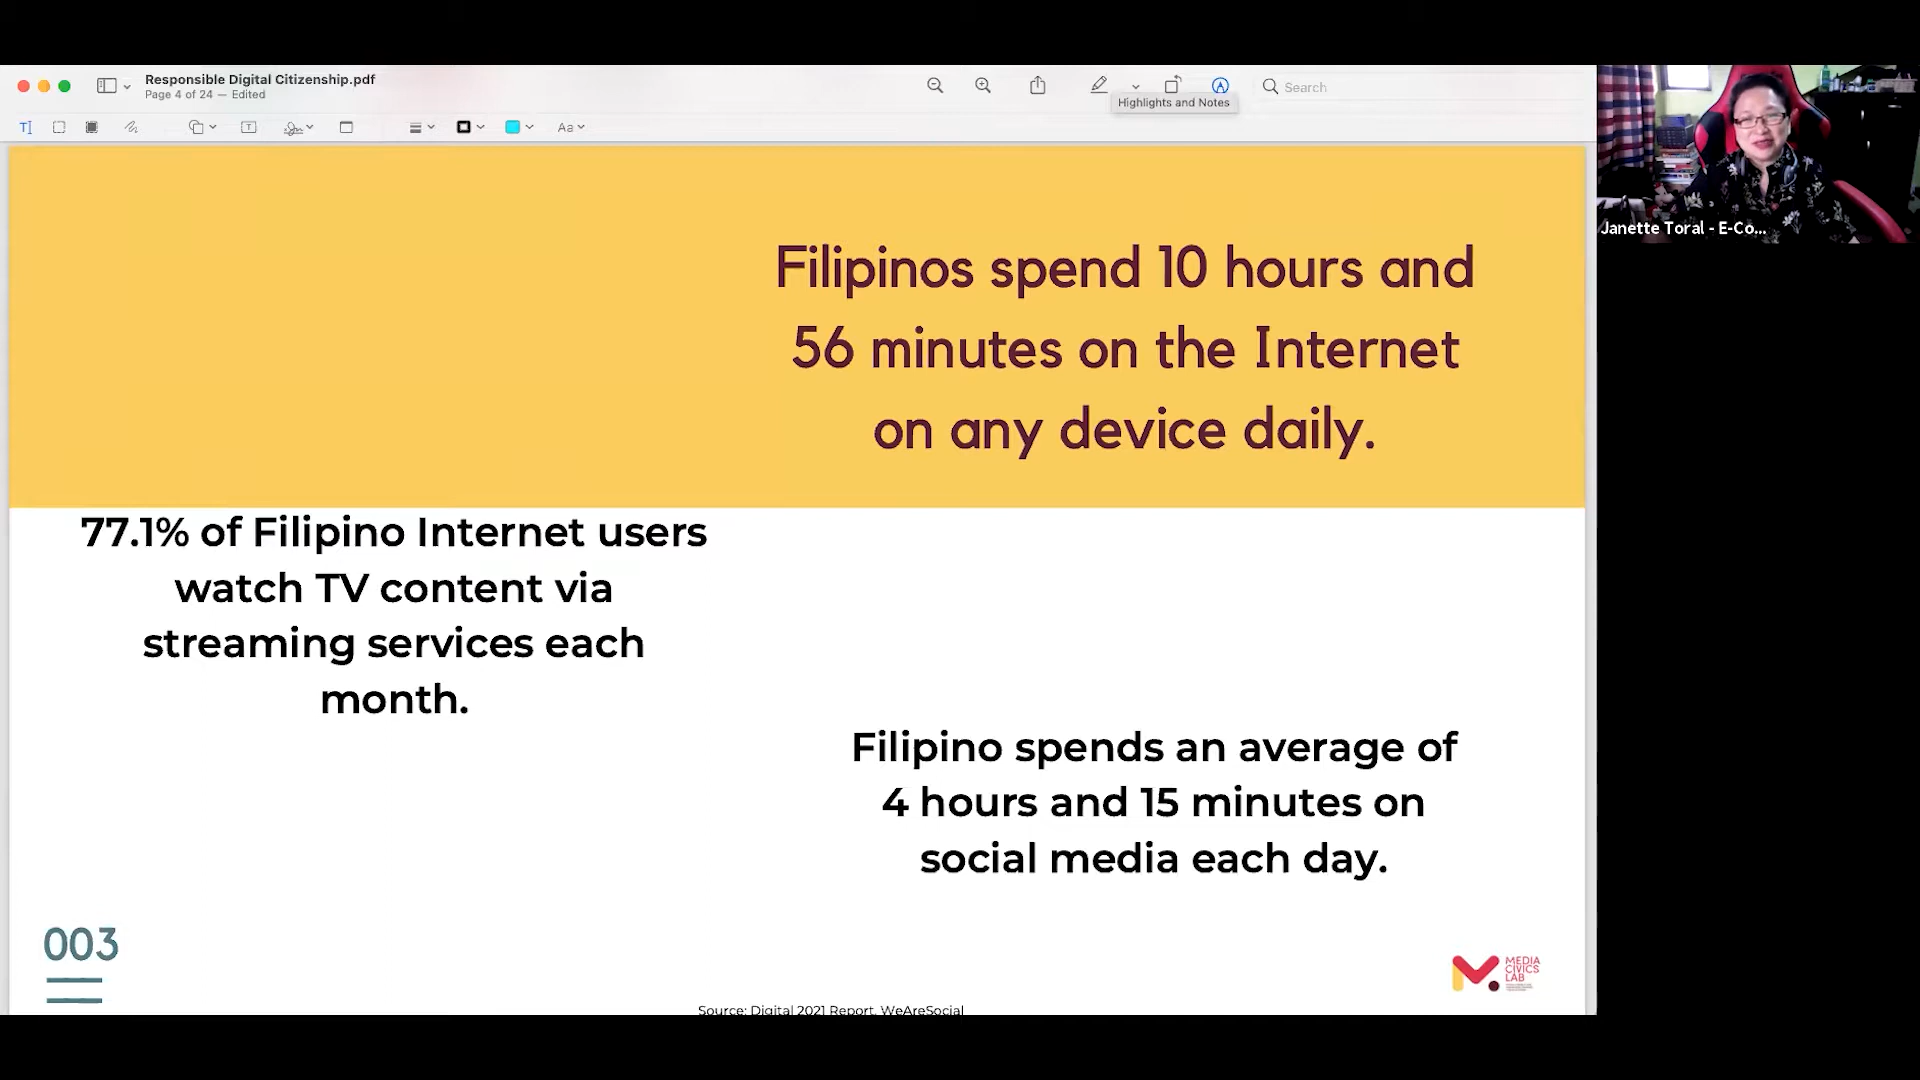 Responsible Digital Citizenship.pdf
Page 4 of 24 — Edited
Highlights and Notes
Search
Aa
Janette Toral - E-Co...
Filipinos spend 10 hours and
56 minutes on the Internet
on any device daily.
77.1% of Filipino Internet users
watch TV content via
streaming services each
month.
Filipino spends an average of
4 hours and 15 minutes on
social media each day.
003
MEDIA
CIVICS
LAB
Source: Digital 2021 Report, WeAreSocial